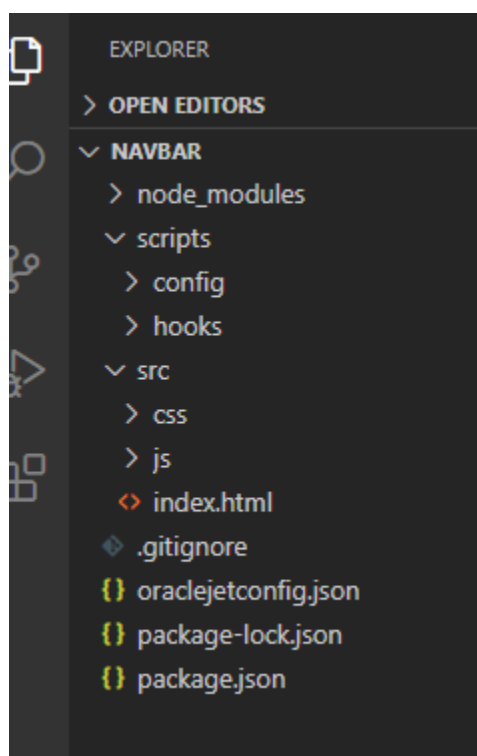 EXPLORER
OPEN EDITORS
NAVBAR
node_modules
scripts
config
hooks
src
css
js
index.html
.gitignore
oraclejetconfig.json
package-lock.json
package.json